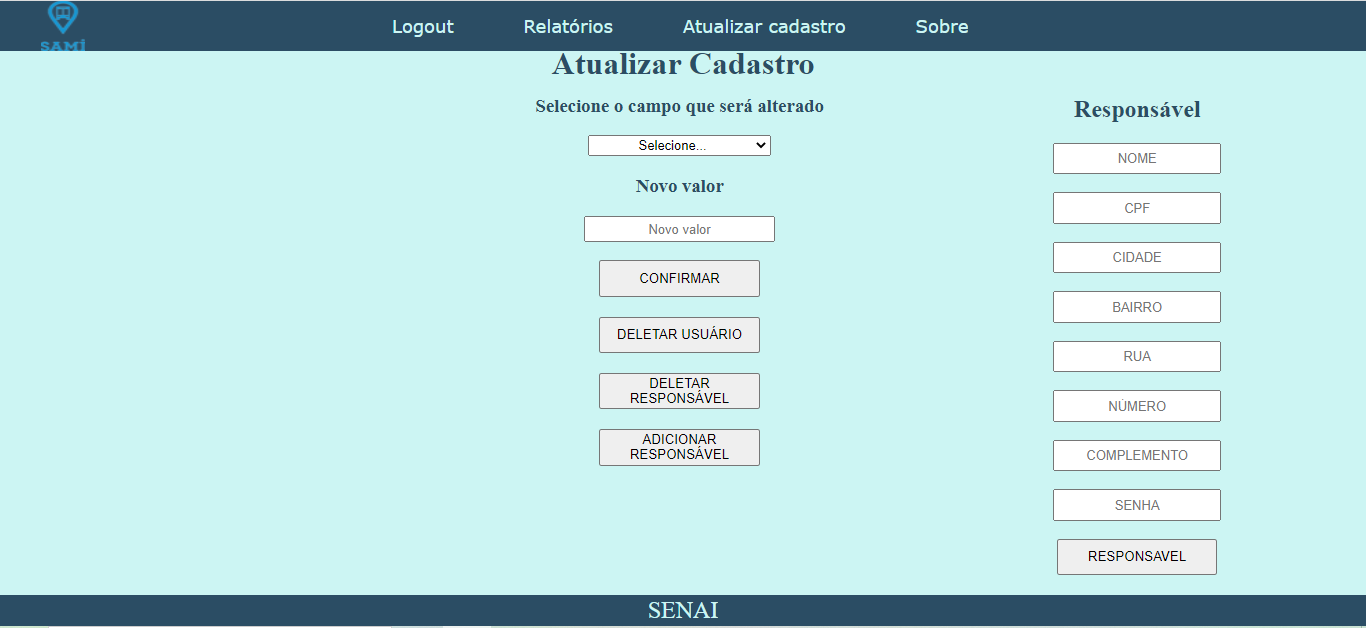 SAMi
Logout
Relatórios
Atualizar cadastro
Sobre
Atualizar Cadastro
Selecione o campo que será alterado
Selecione...
Novo valor
Novo valor
CONFIRMAR
DELETAR USUÁRIO
DELETAR
RESPONSÁVEL
ADICIONAR
RESPONSÁVEL
Responsável
NOME
CPF
CIDADE
BAIRRO
RUA
NÚMERO
COMPLEMENTO
SENHA
RESPONSAVEL
SENAI